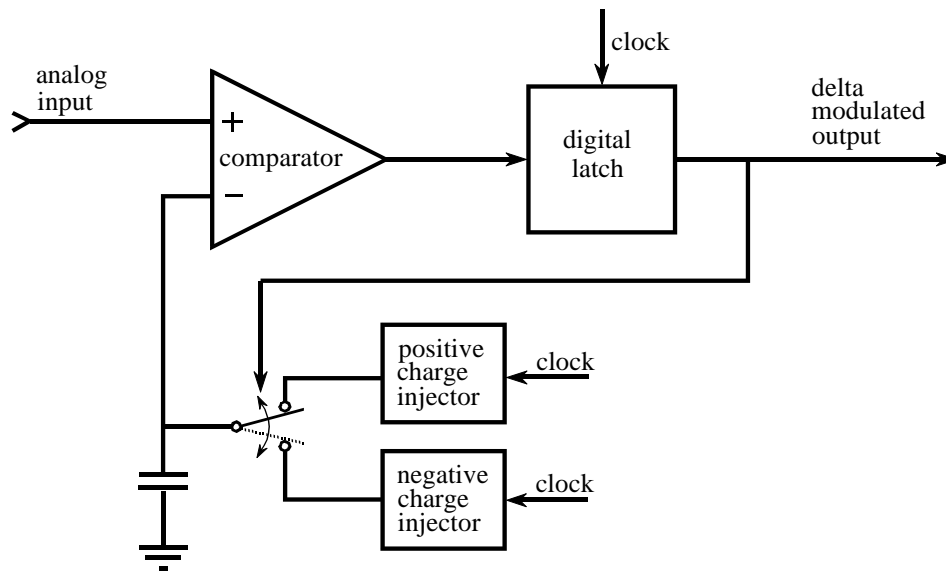 clock
analog
input
delta
modulated
output
+
comparator
−
digital
latch
positive
charge
injector
clock
negative
charge
injector
clock